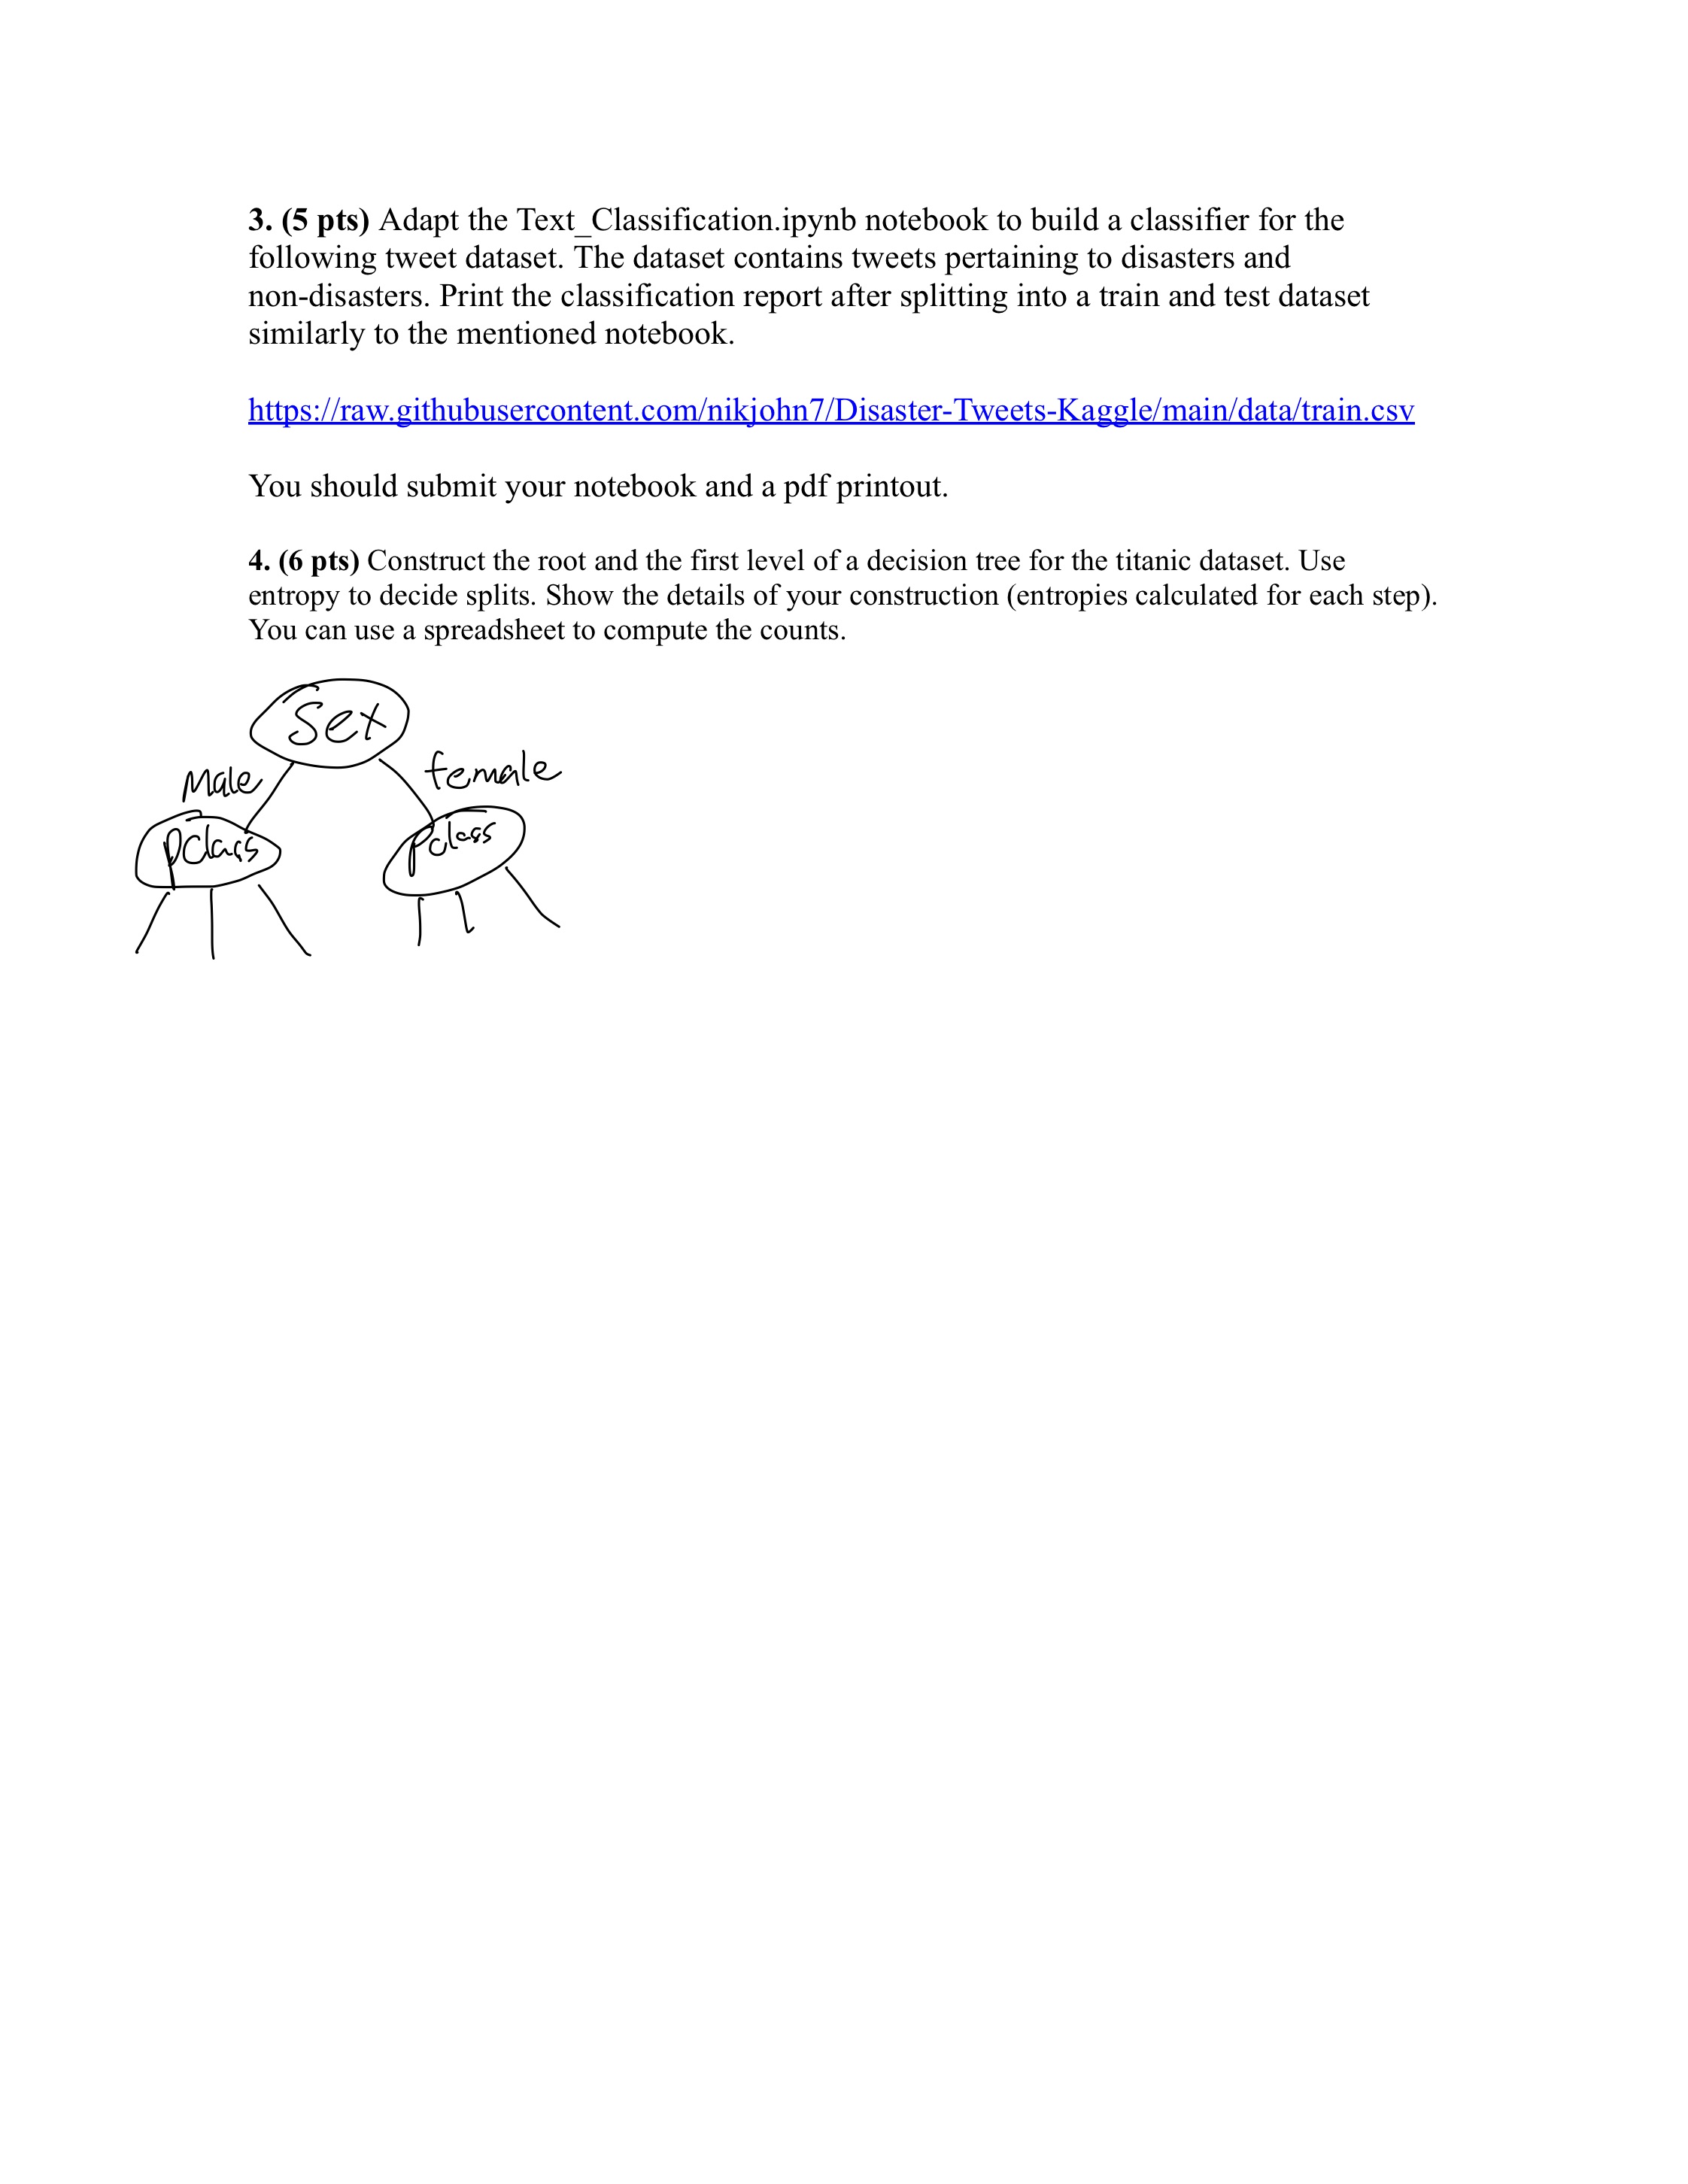 3. (5 pts) Adapt the Text_Classification.ipynb notebook to build a classifier for the
following tweet dataset. The dataset contains tweets pertaining to disasters and
non-disasters. Print the classification report after splitting into a train and test dataset
similarly to the mentioned notebook.
https://raw.githubusercontent.com/nikjohn7/Disaster-Tweets-Kaggle/main/data/train.csv
You should submit your notebook and a pdf printout.
4. (6 pts) Construct the root and the first level of a decision tree for the titanic dataset. Use
entropy to decide splits. Show the details of your construction (entropies calculated for each step).
You can use a spreadsheet to compute the counts.
Sex
Male female
pclass pclass